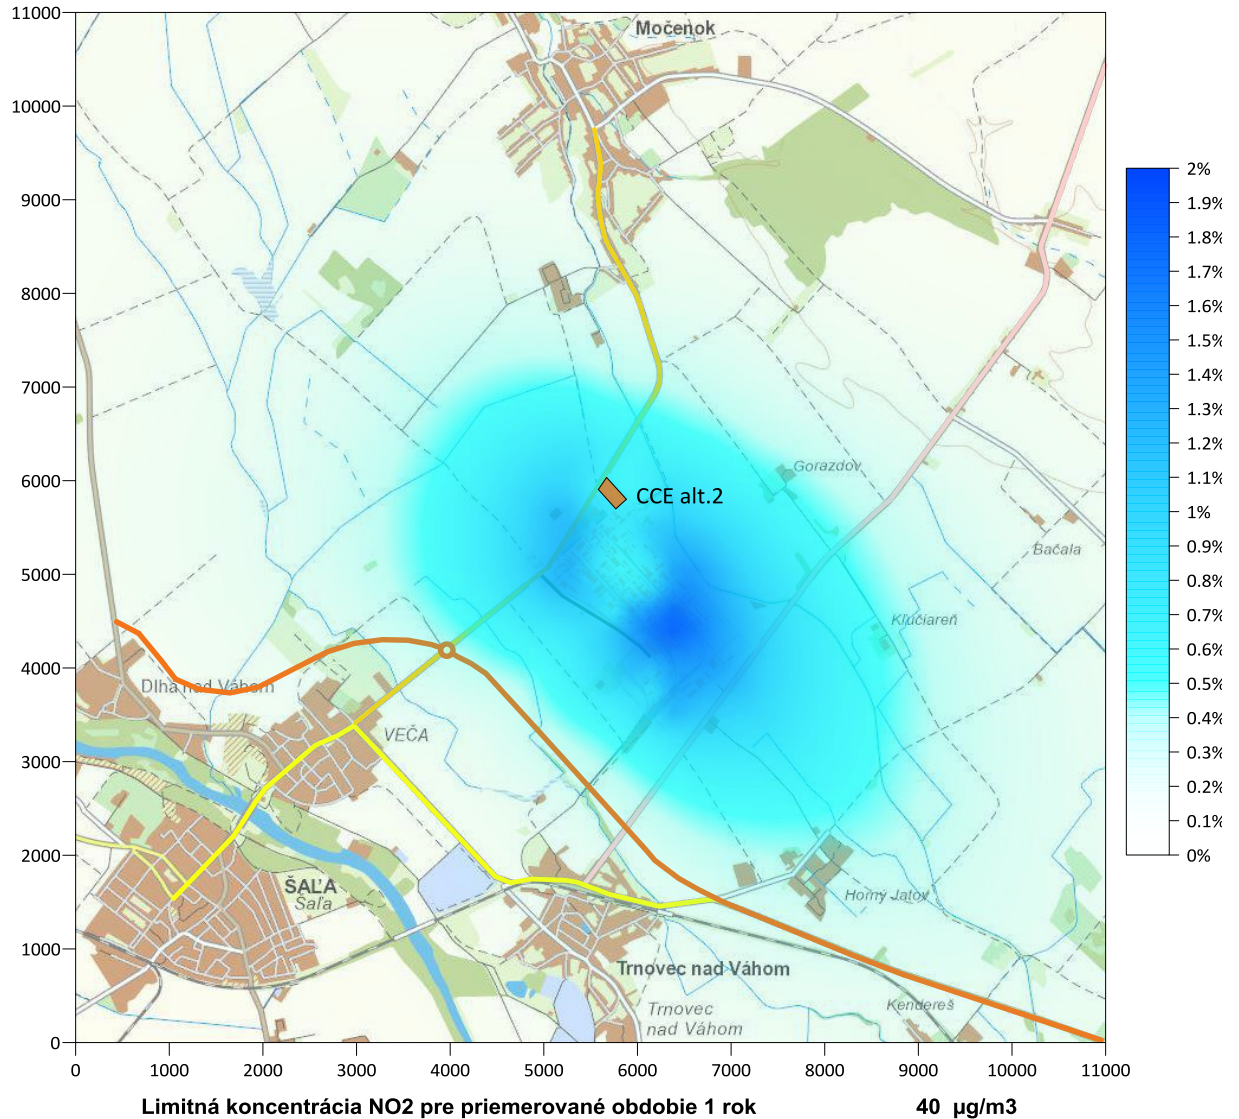 11000
10000
9000
8000
7000
6000
5000
4000
3000
2000
1000
0
0 1000 2000 3000 4000 5000 6000 7000 8000 9000 10000 11000
Močenok
CCE alt.2
Gorazdov
Bačala
Kľučiareň
Dlhá nad Váhom
VEČA
ŠAĽA
Šaľa
Horný Jatov
Trnovec nad Váhom
Trnovec
nad Váhom
Kendereš
2%
1.9%
1.8%
1.7%
1.6%
1.5%
1.4%
1.3%
1.2%
1.1%
1%
0.9%
0.8%
0.7%
0.6%
0.5%
0.4%
0.3%
0.2%
0.1%
0%
Limitná koncentrácia NO2 pre priemerované obdobie 1 rok 40 µg/m3